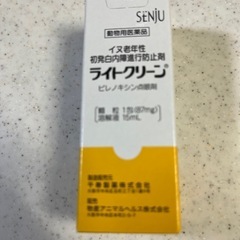 SENJU
動物用医薬品
イヌ老年性
初発白内障進行防止剤
ライトクリーン®
ピレノキシン点眼剤
顆粒 1包(87mg)
溶解液 15mL
製造販売元
千寿製薬株式会社
販売
物産アニマルヘルス株式会社